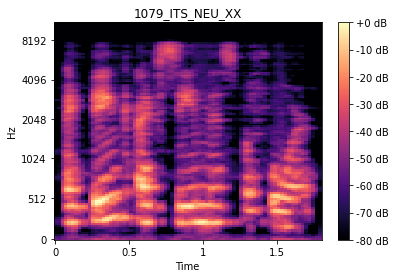 1079_ITS_NEU_XX
+0 dB
8192
-10 dB
4096
-20 dB
-30 dB
2048
Hz
-40 dB
1024
-50 dB
512
-60 dB
-70 dB
0
-80 dB
0 0.5 1 1.5
Time